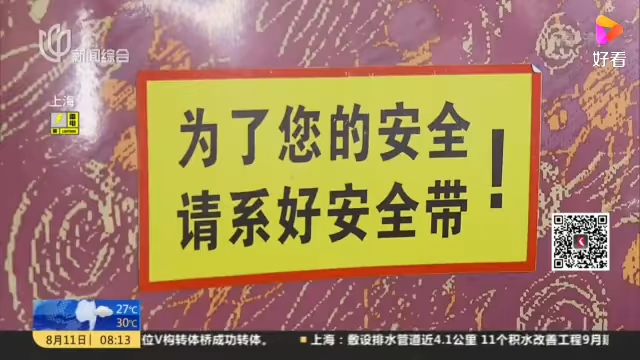 新闻综合
好看
上海
雷电
为了您的安全
请系好安全带!
27℃
30℃
8月11日 08:13
位V构转体桥成功转体。 ■上海：敷设排水管道近4.1公里 11个积水改善工程9月